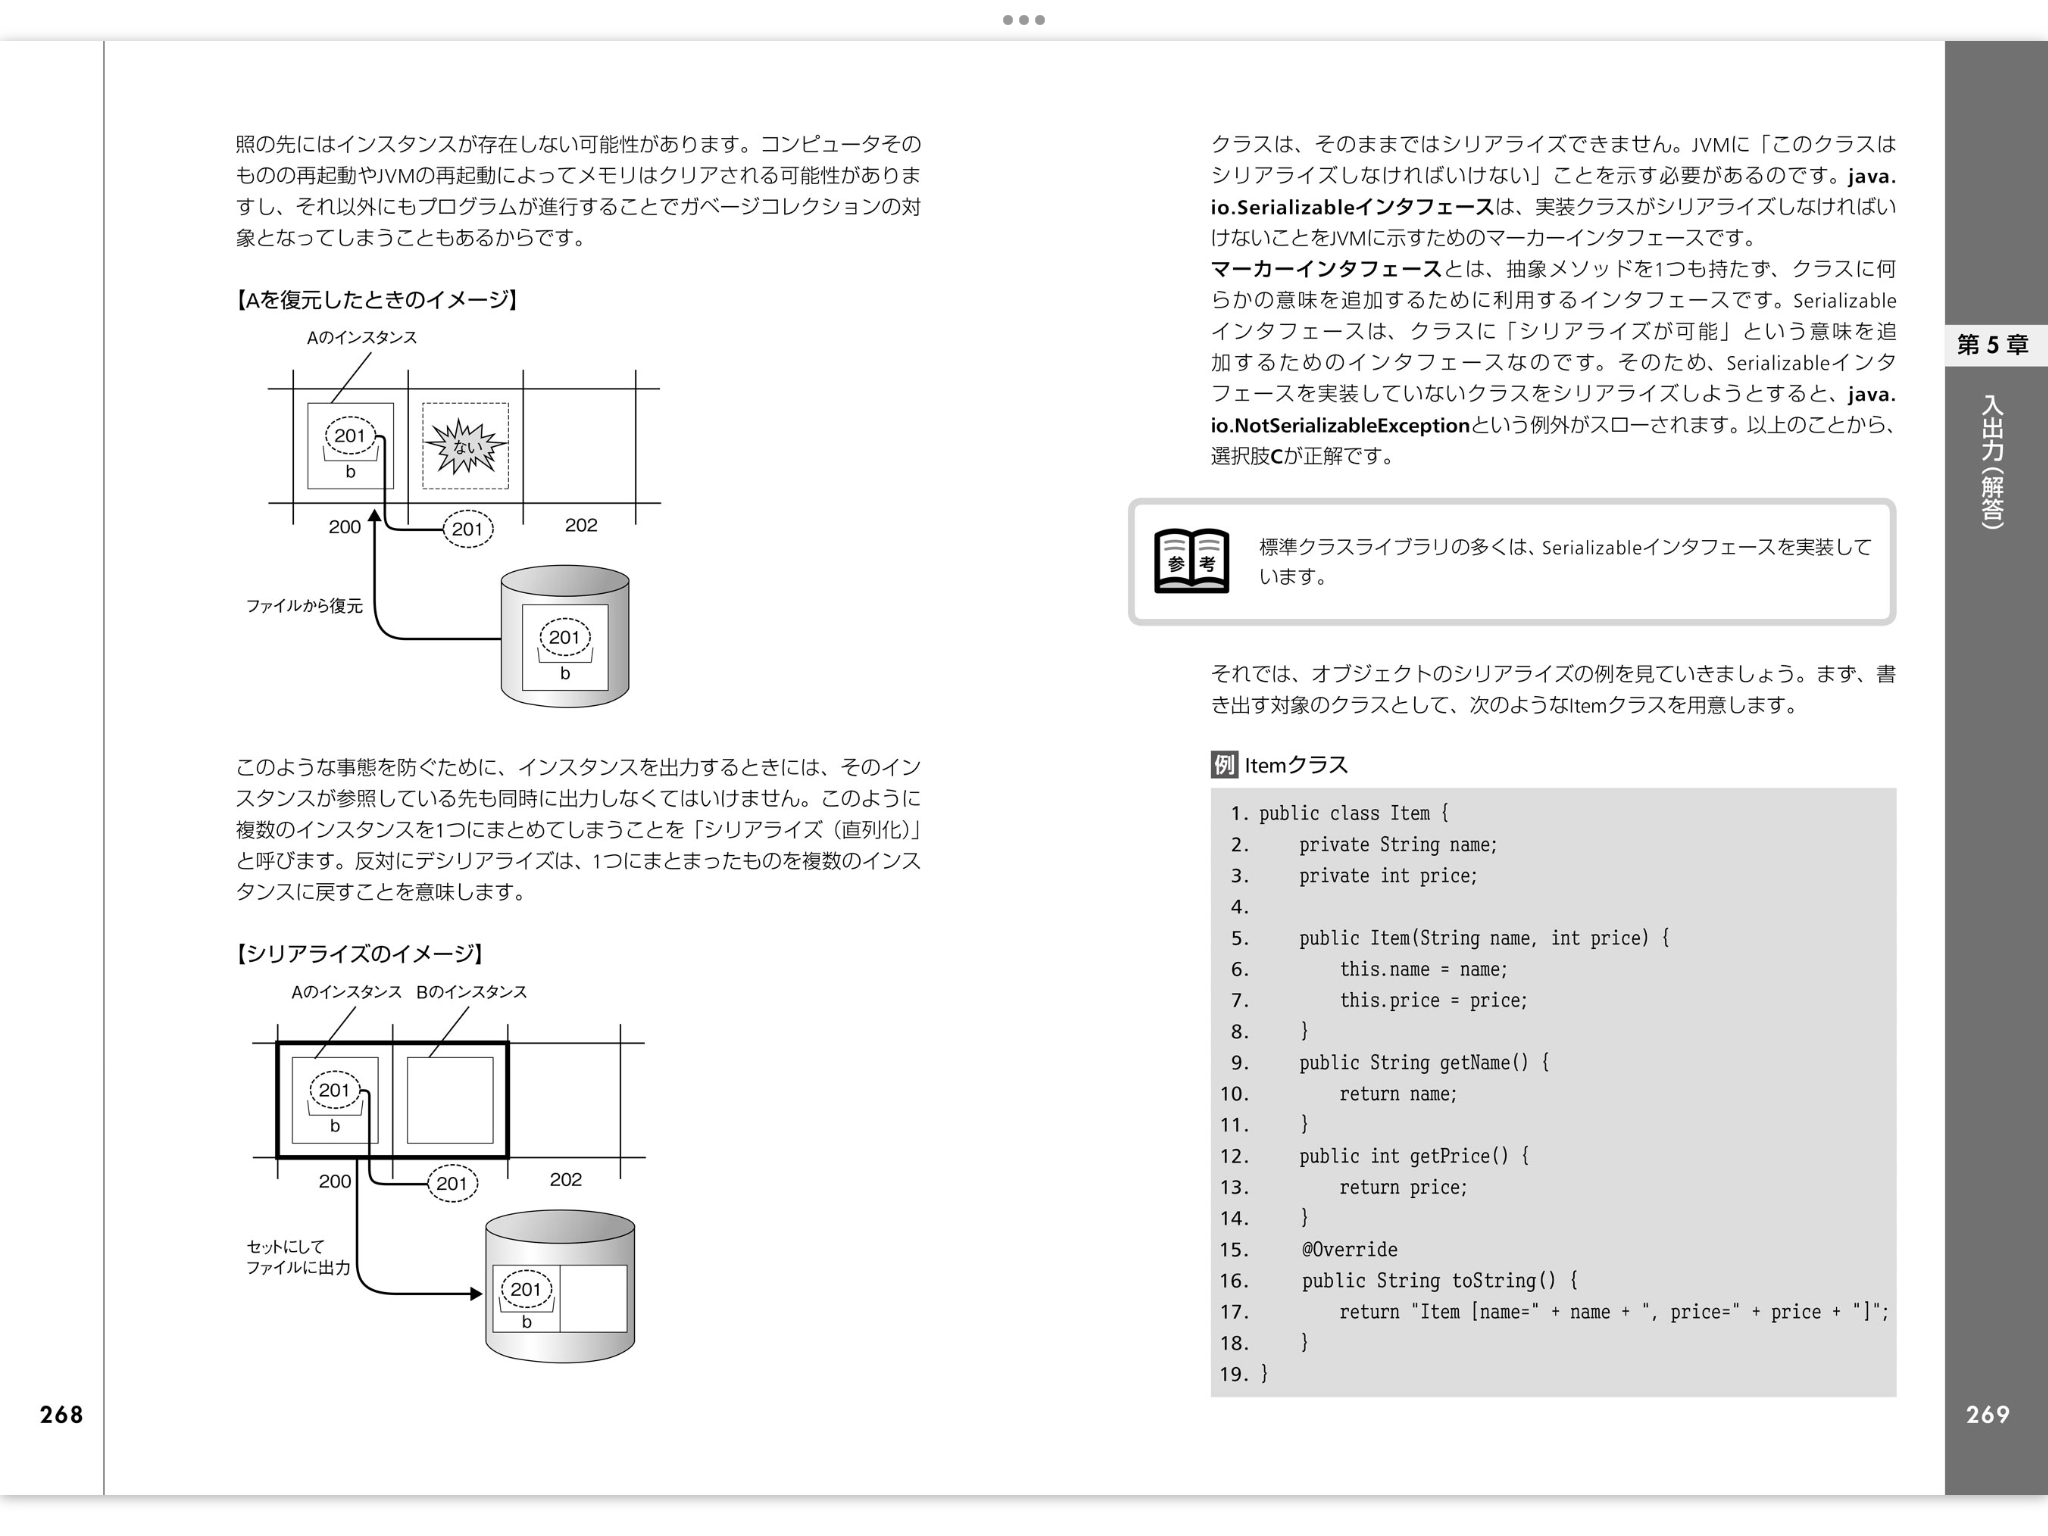 照の先にはインスタンスが存在しない可能性があります。コンピュータその
ものの再起動やJVMの再起動によってメモリはクリアされる可能性がありま
すし、それ以外にもプログラムが進行することでガベージコレクションの対
象となってしまうこともあるからです。
【Aを復元したときのイメージ】
Aのインスタンス
201
b
ない
200
201
202
ファイルから復元
201
b
このような事態を防ぐために、インスタンスを出力するときには、そのイン
スタンスが参照している先も同時に出力しなくてはいけません。このように
複数のインスタンスを1つにまとめてしまうことを「シリアライズ（直列化）」
と呼びます。反対にデシリアライズは、1つにまとまったものを複数のインス
タンスに戻すことを意味します。
【シリアライズのイメージ】
Aのインスタンス Bのインスタンス
201
b
200
201
202
セットにして
ファイルに出力
201
b
268
クラスは、そのままではシリアライズできません。JVMに「このクラスは
シリアライズしなければいけない」ことを示す必要があるのです。java.
io.Serializableインタフェースは、実装クラスがシリアライズしなければい
けないことをJVMに示すためのマーカーインタフェースです。
マーカーインタフェースとは、抽象メソッドを1つも持たず、クラスに何
らかの意味を追加するために利用するインタフェースです。Serializable
インタフェースは、クラスに「シリアライズが可能」という意味を追
加するためのインタフェースなのです。そのため、Serializableインタ
フェースを実装していないクラスをシリアライズしようとすると、java.
io.NotSerializableExceptionという例外がスローされます。以上のことから、
選択肢Cが正解です。
参考
標準クラスライブラリの多くは、Serializableインタフェースを実装して
います。
それでは、オブジェクトのシリアライズの例を見ていきましょう。まず、書
き出す対象のクラスとして、次のようなItemクラスを用意します。
例 Itemクラス
1. public class Item {
2.     private String name;
3.     private int price;
4.
5.     public Item(String name, int price) {
6.         this.name = name;
7.         this.price = price;
8.     }
9.     public String getName() {
10.         return name;
11.     }
12.     public int getPrice() {
13.         return price;
14.     }
15.     @Override
16.     public String toString() {
17.         return "Item [name=" + name + ", price=" + price + "]";
18.     }
19. }
第5章
入出力（解答）
269